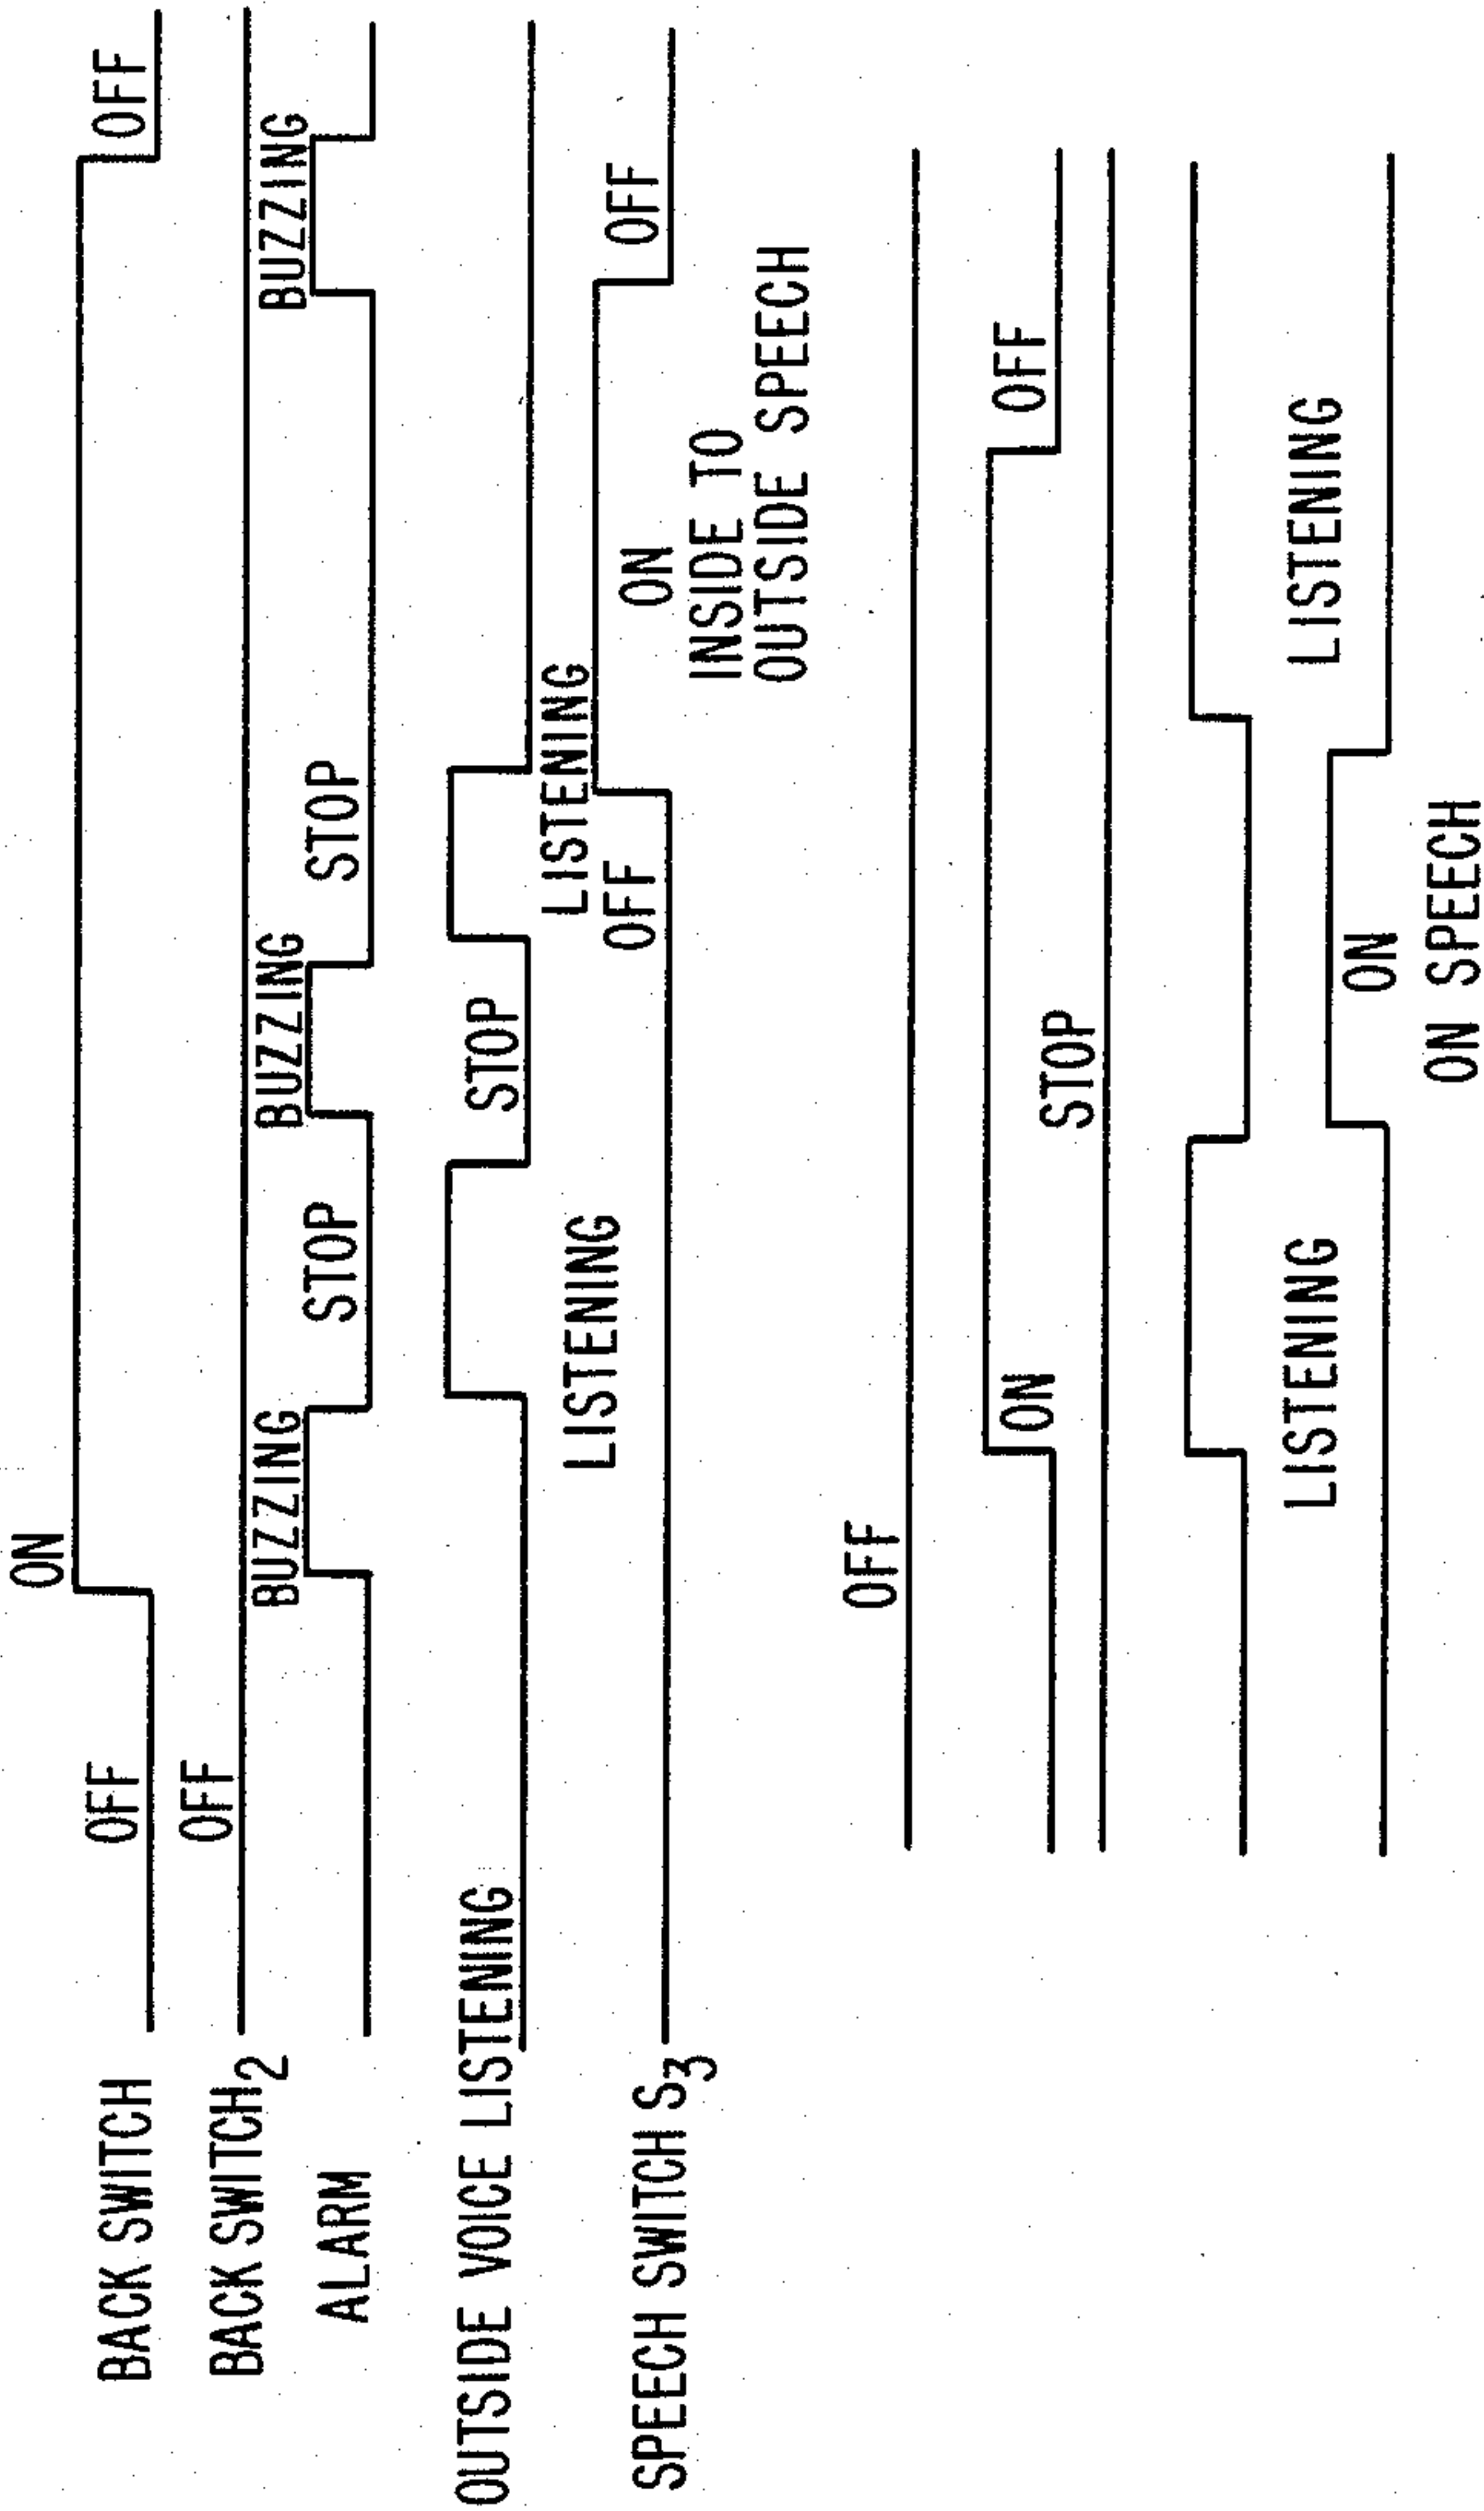 ON
OFF
OFF
BACK SWITCH
OFF
BACK SWITCH2
BUZZING
BUZZING
BUZZING
STOP
STOP
ALARM
STOP
OUTSIDE VOICE LISTENING
LISTENING
LISTENING
OFF
ON
OFF
SPEECH SWITCH S3
INSIDE TO
OUTSIDE SPEECH
OFF
ON
OFF
STOP
LISTENING
LISTENING
ON
ON SPEECH